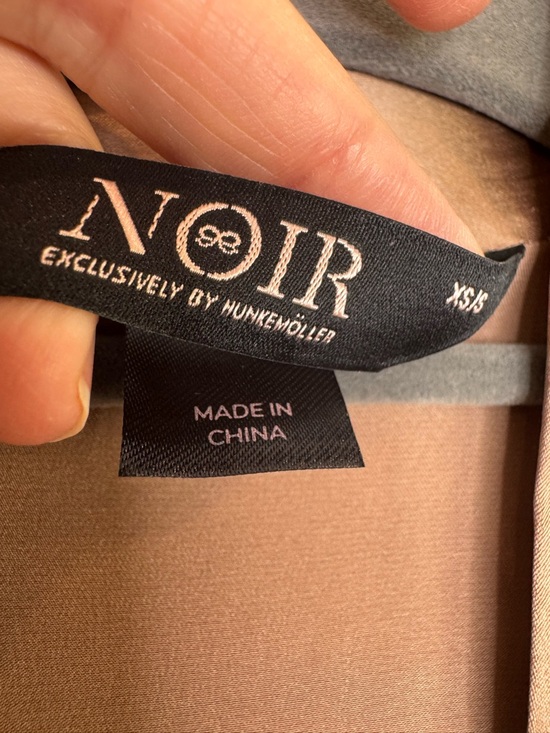 NOIR
EXCLUSIVELY BY HUNKEMÖLLER
XS/S
MADE IN
CHINA